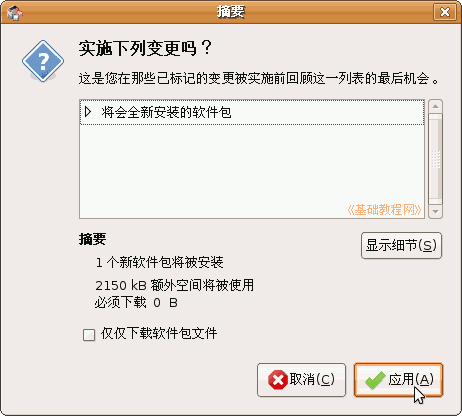 摘要
实施下列变更吗？
这是您在那些已标记的变更被实施前回顾这一列表的最后机会。
将会全新安装的软件包
《基础教程网》
摘要
显示细节(S)
1 个新软件包将被安装
2150 kB 额外空间将被使用
必须下载 0 B
仅仅下载软件包文件
取消(C)
应用(A)